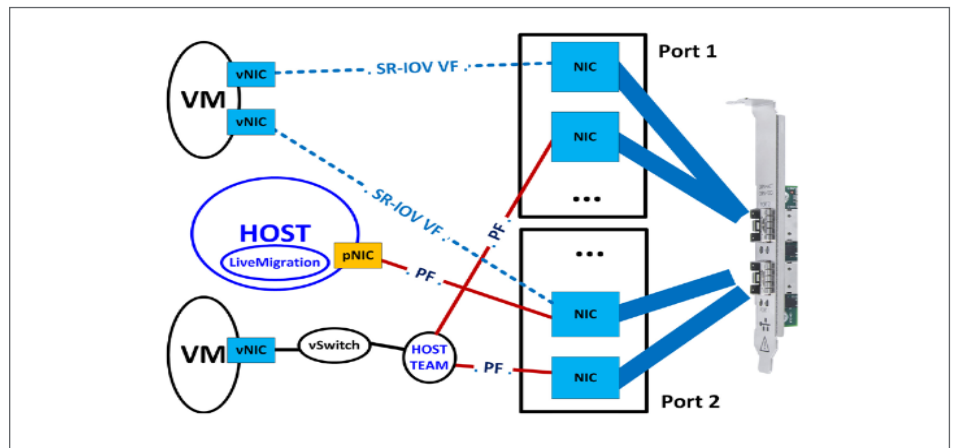 Port 1
vNIC
. SR-IOV VF .
NIC
VM
vNIC
NIC
. SR-IOV VF .
...
. PF .
HOST
LiveMigration
pNIC
. PF .
...
NIC
VM
vNIC
vSwitch
HOST
TEAM
. PF .
NIC
Port 2